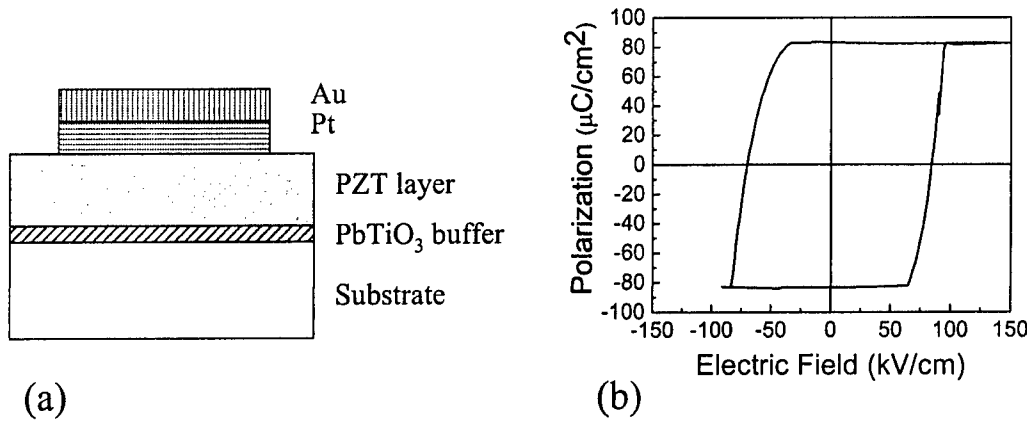 Au
Pt
PZT layer
PbTiO3 buffer
Substrate
(a)
Polarization (μC/cm2)
100
80
60
40
20
0
-20
-40
-60
-80
-100
-150 -100 -50 0 50 100 150
Electric Field (kV/cm)
(b)